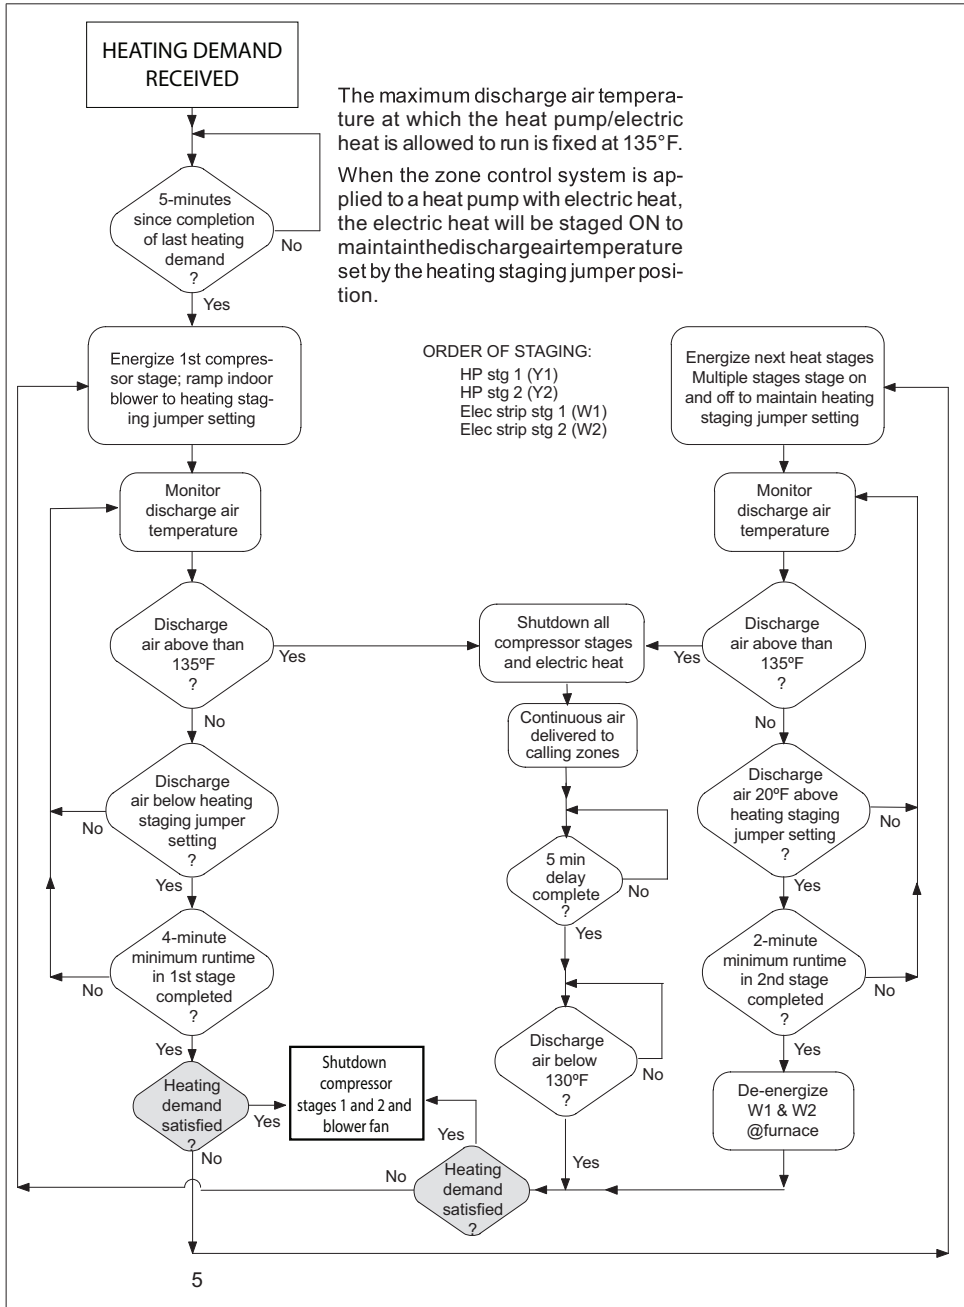 HEATING DEMAND
RECEIVED
The maximum discharge air tempera-
ture at which the heat pump/electric
heat is allowed to run is fixed at 135°F.
When the zone control system is ap-
plied to a heat pump with electric heat,
the electric heat will be staged ON to
maintainthedischargeairtemperature
set by the heating staging jumper posi-
tion.
5-minutes
since completion
of last heating
demand
?
No
Yes
Energize 1st compres-
sor stage; ramp indoor
blower to heating stag-
ing jumper setting
ORDER OF STAGING:
HP stg 1 (Y1)
HP stg 2 (Y2)
Elec strip stg 1 (W1)
Elec strip stg 2 (W2)
Energize next heat stages
Multiple stages stage on
and off to maintain heating
staging jumper setting
Monitor
discharge air
temperature
Monitor
discharge air
temperature
Discharge
air above than
135ºF
?
Yes
No
Shutdown all
compressor stages
and electric heat
Discharge
air above than
135ºF
?
Yes
No
Continuous air
delivered to
calling zones
Discharge
air below heating
staging jumper
setting
?
No
Yes
5 min
delay
complete
?
No
Yes
Discharge
air 20ºF above
heating staging
jumper setting
?
No
Yes
4-minute
minimum runtime
in 1st stage
completed
?
No
Yes
2-minute
minimum runtime
in 2nd stage
completed
?
No
Yes
Discharge
air below
130ºF
?
No
Yes
Shutdown
compressor
stages 1 and 2 and
blower fan
Heating
demand
satisfied
?
Yes
No
De-energize
W1 & W2
@furnace
Heating
demand
satisfied
?
Yes
No
5